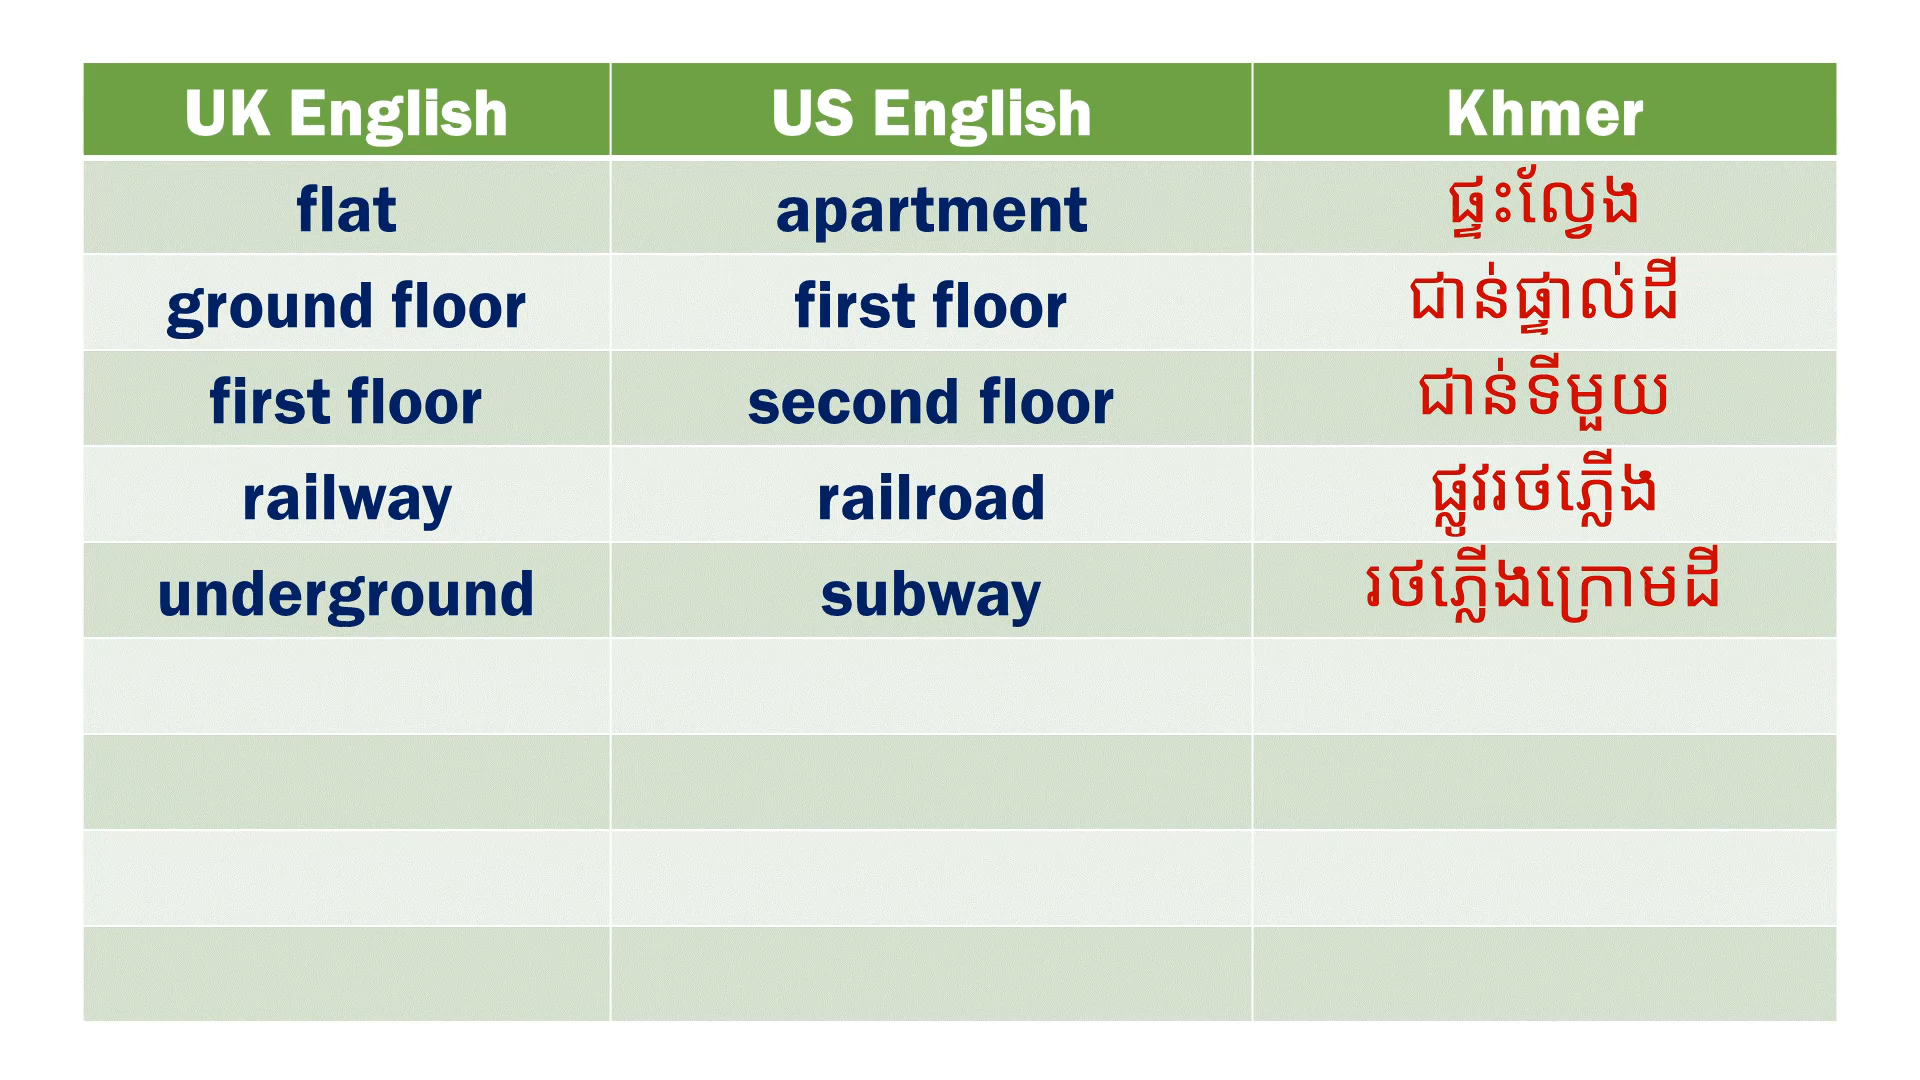 UK English US English Khmer
flat apartment ផ្ទះល្វែង
ground floor first floor ជាន់ផ្ទាល់ដី
first floor second floor ជាន់ទីមួយ
railway railroad ផ្លូវរថភ្លើង
underground subway រថភ្លើងក្រោមដី